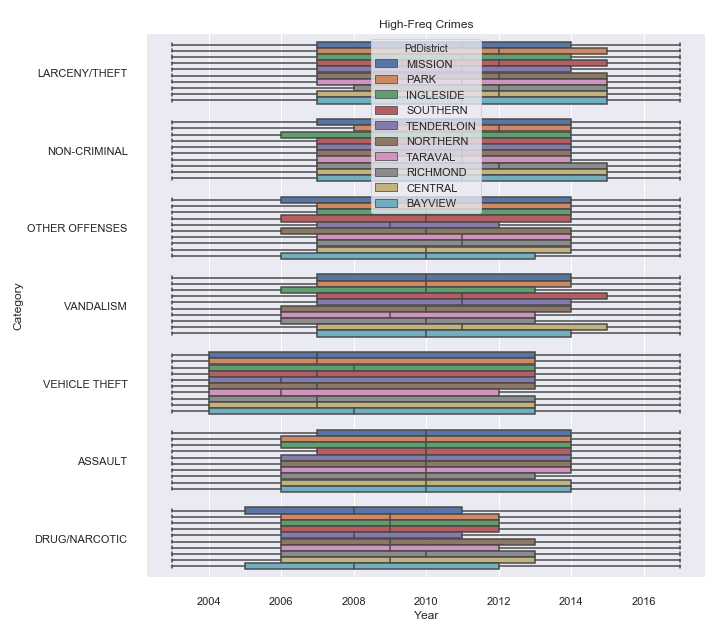 High-Freq Crimes
PdDistrict
MISSION
PARK
INGLESIDE
SOUTHERN
TENDERLOIN
NORTHERN
TARAVAL
RICHMOND
CENTRAL
BAYVIEW
Category
LARCENY/THEFT
NON-CRIMINAL
OTHER OFFENSES
VANDALISM
VEHICLE THEFT
ASSAULT
DRUG/NARCOTIC
2004 2006 2008 2010 2012 2014 2016
Year